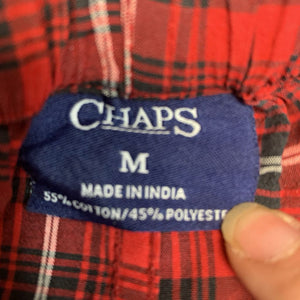 CHAPS
M
MADE IN INDIA
55% COTTON/45% POLYESTE